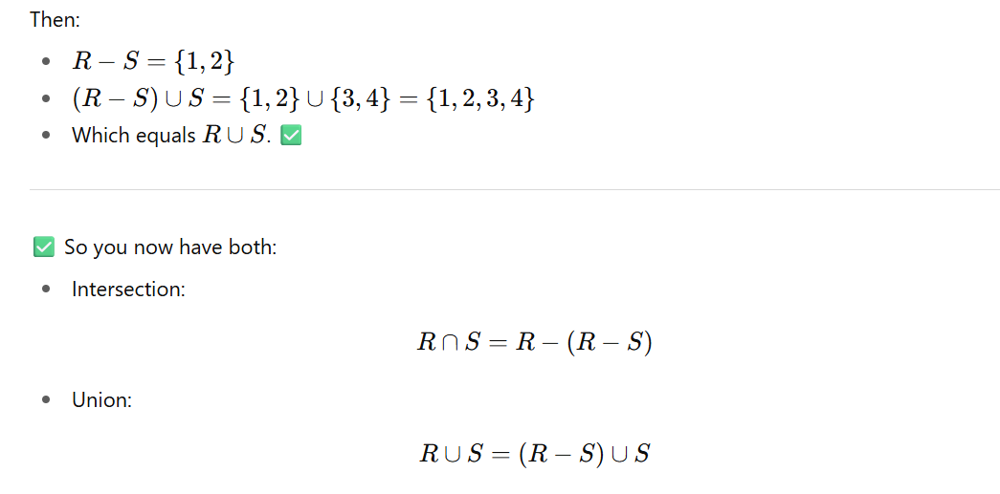 Then:
• R − S = {1, 2}
• (R − S) ∪ S = {1, 2} ∪ {3, 4} = {1, 2, 3, 4}
• Which equals R ∪ S. ✅
✅ So you now have both:
• Intersection:
R ∩ S = R − (R − S)
• Union:
R ∪ S = (R − S) ∪ S